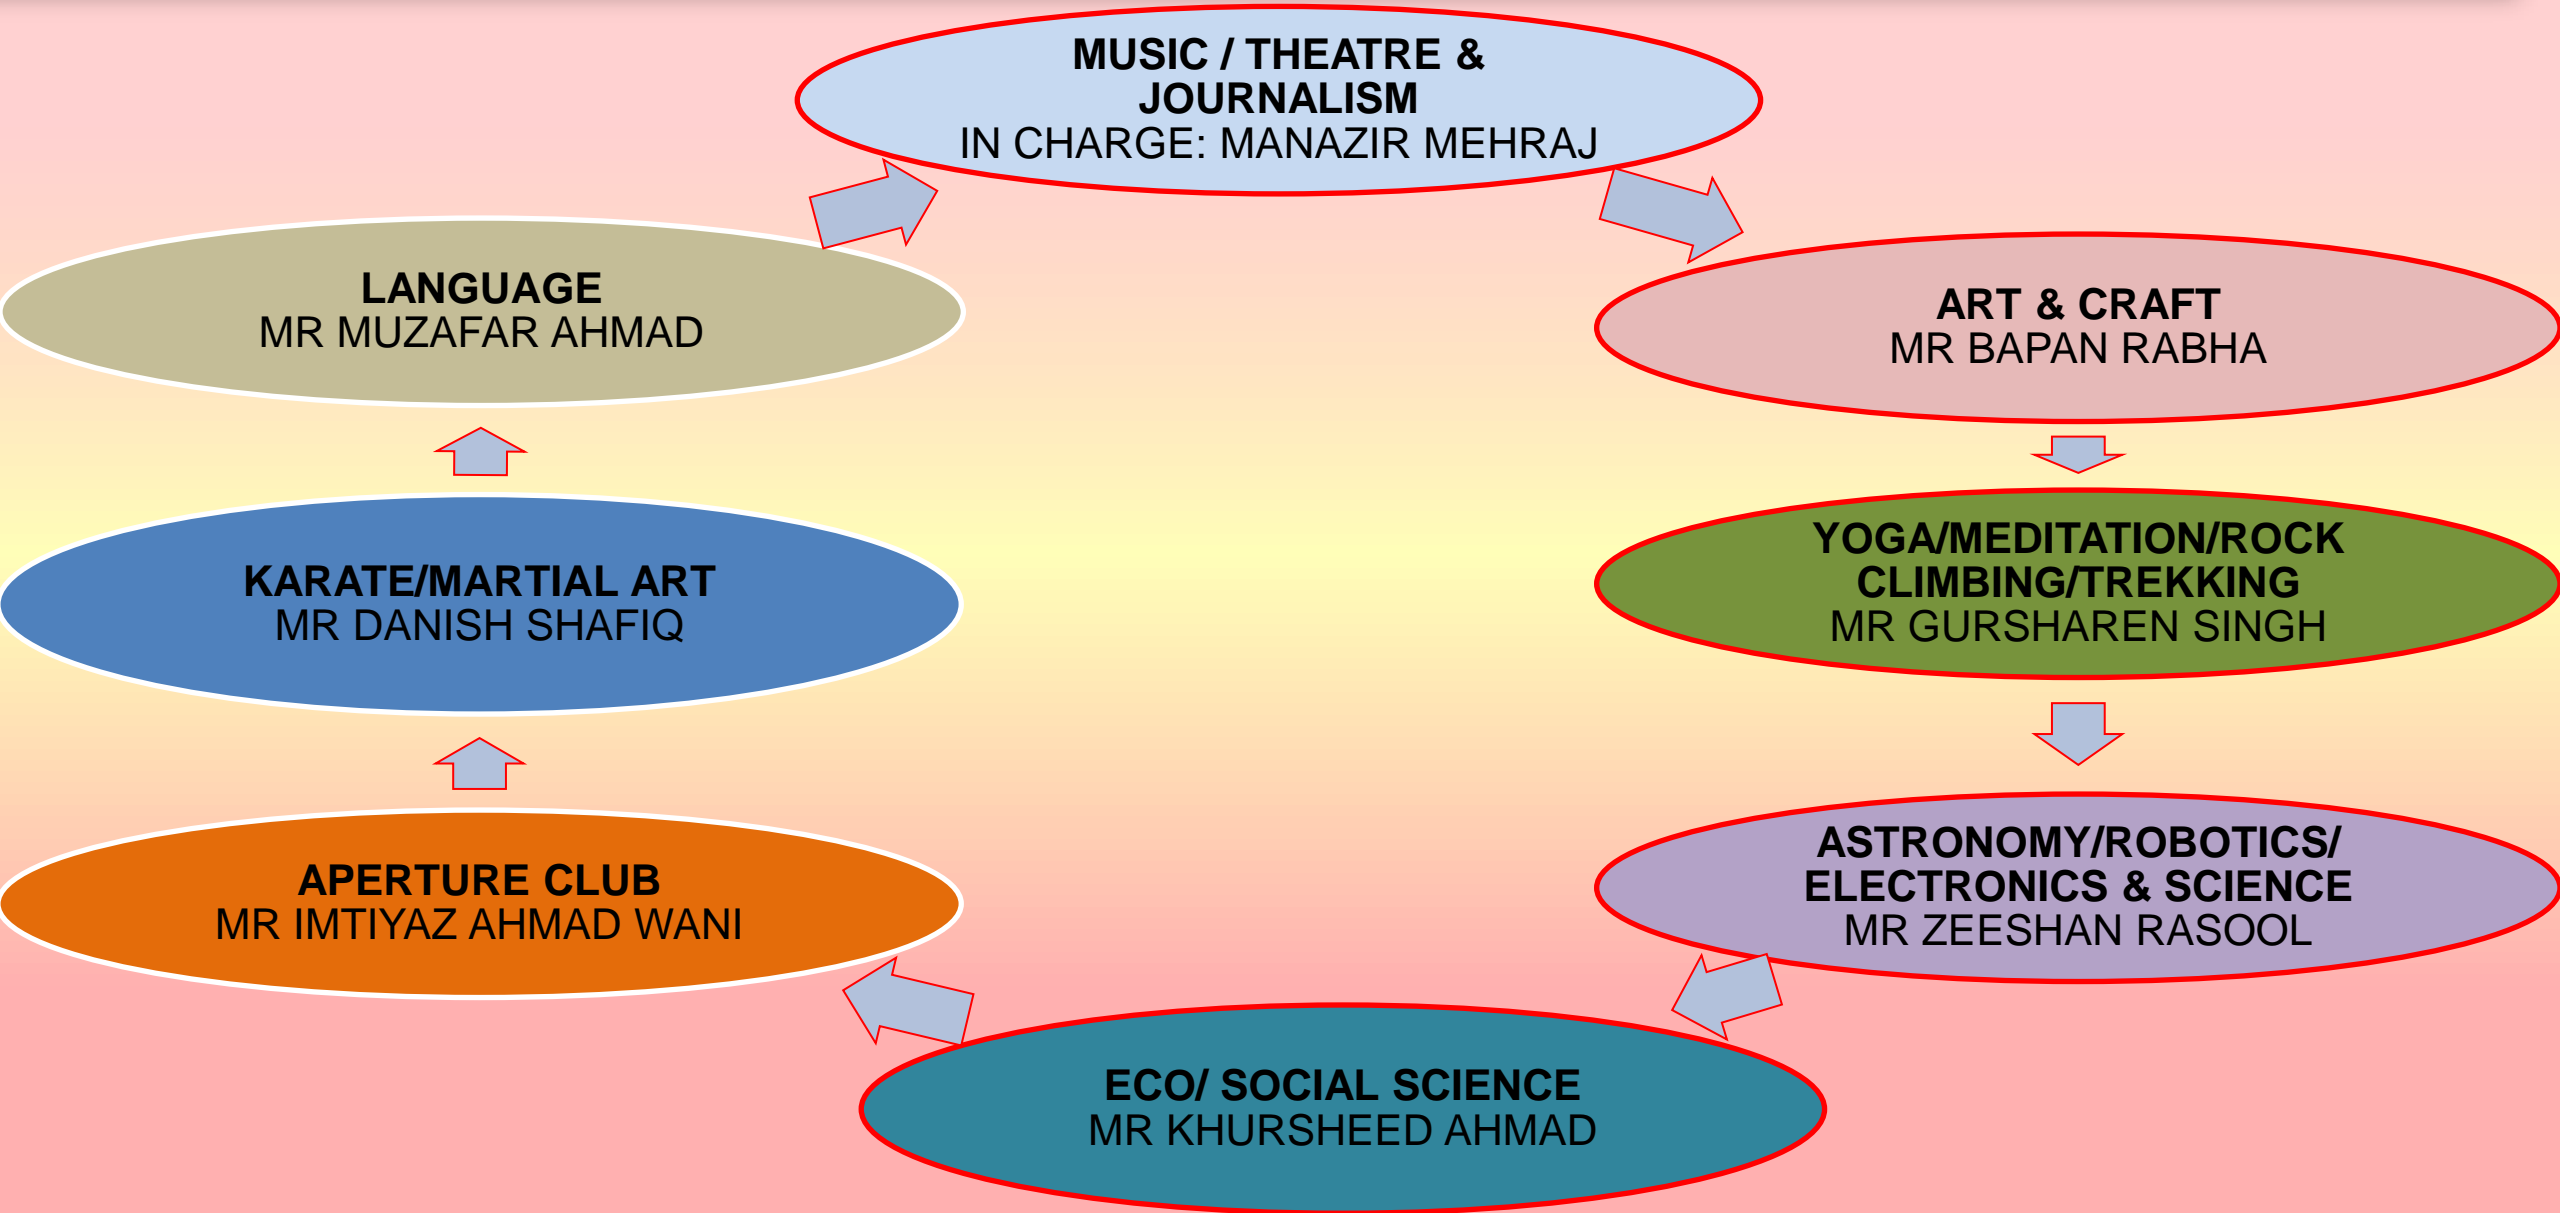 MUSIC / THEATRE &
JOURNALISM
IN CHARGE: MANAZIR MEHRAJ
ART & CRAFT
MR BAPAN RABHA
YOGA/MEDITATION/ROCK
CLIMBING/TREKKING
MR GURSHAREN SINGH
ASTRONOMY/ROBOTICS/
ELECTRONICS & SCIENCE
MR ZEESHAN RASOOL
ECO/ SOCIAL SCIENCE
MR KHURSHEED AHMAD
APERTURE CLUB
MR IMTIYAZ AHMAD WANI
KARATE/MARTIAL ART
MR DANISH SHAFIQ
LANGUAGE
MR MUZAFAR AHMAD